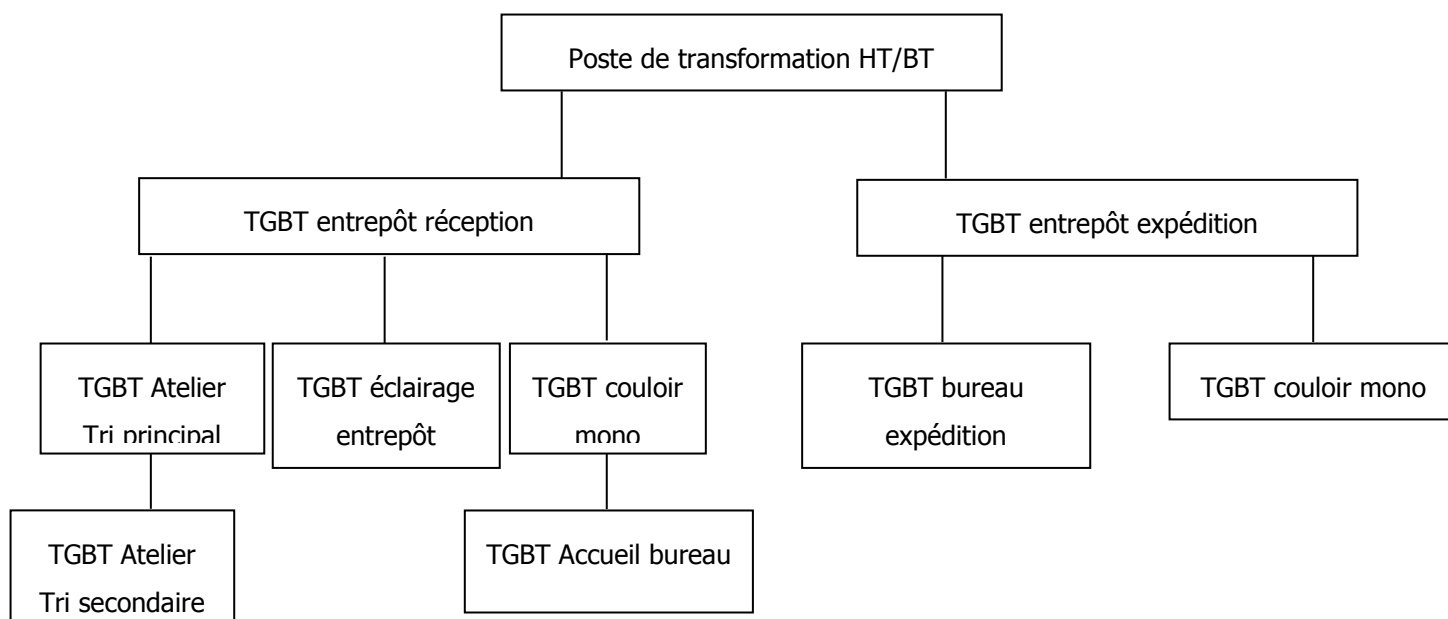 Poste de transformation HT/BT
TGBT entrepôt réception
TGBT entrepôt expédition
TGBT Atelier
Tri principal
TGBT éclairage
entrepôt
TGBT couloir
mono
TGBT bureau
expédition
TGBT couloir mono
TGBT Atelier
Tri secondaire
TGBT Accueil bureau